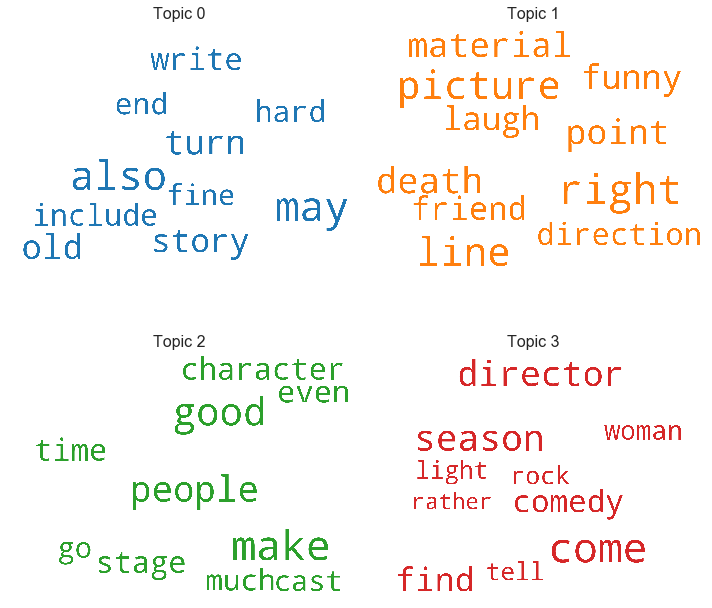 Topic 0
write
end
hard
turn
also
fine
may
include
old
story
Topic 1
material
picture
funny
laugh
point
death
right
friend
direction
line
Topic 2
character
even
good
time
people
make
go
stage
much
cast
Topic 3
director
season
woman
light
rock
rather
comedy
come
find
tell